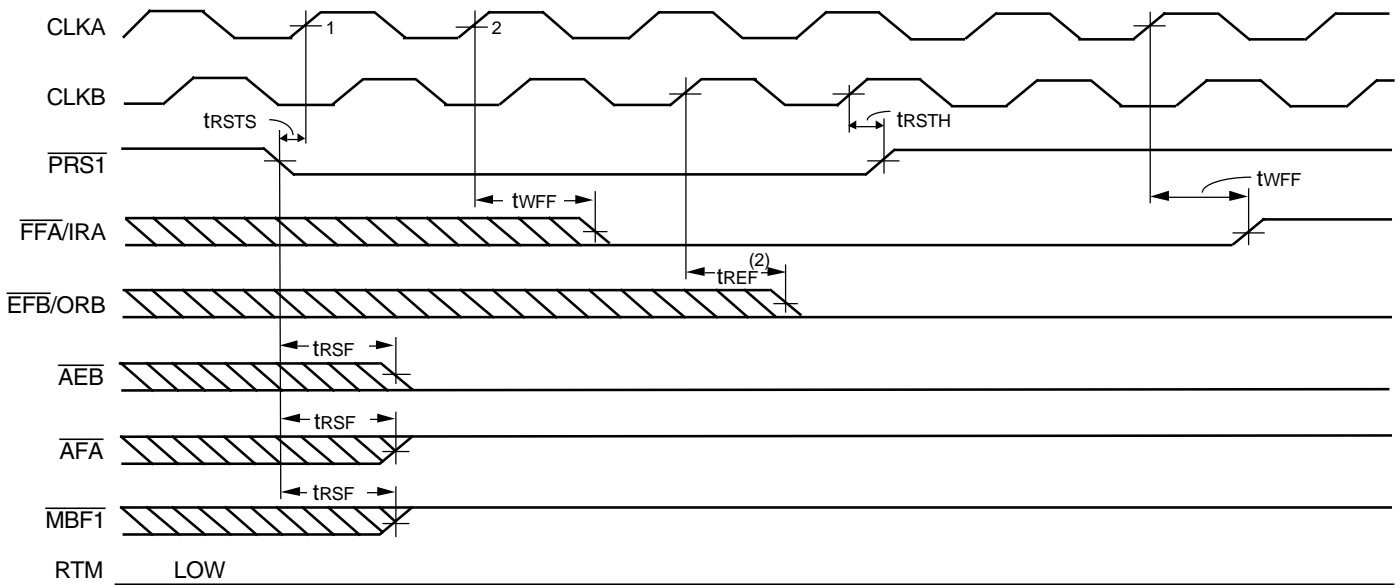 CLKA
1
2
CLKB
tRSTS
tRSTH
PRS1
tWFF
tWFF
FFA/IRA
(2)
tREF
EFB/ORB
tRSF
AEB
tRSF
AFA
tRSF
MBF1
RTM LOW